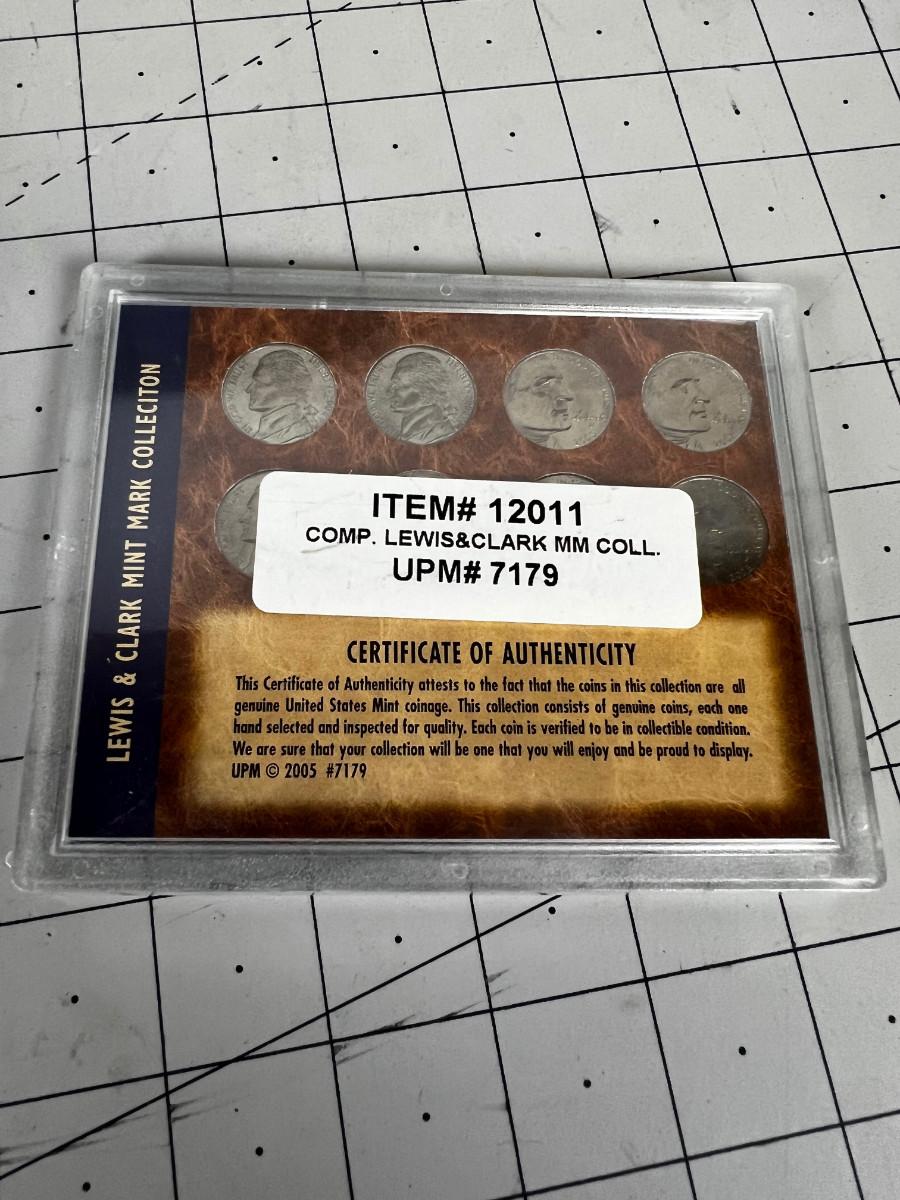 LEWIS & CLARK MINT MARK COLLECITON
ITEM# 12011
COMP. LEWIS&CLARK MM COLL.
UPM# 7179
CERTIFICATE OF AUTHENTICITY
This Certificate of Authenticity attests to the fact that the coins in this collection are all
genuine United States Mint coinage. This collection consists of genuine coins, each one
hand selected and inspected for quality. Each coin is verified to be in collectible condition.
We are sure that your collection will be one that you will enjoy and be proud to display.
UPM © 2005 #7179